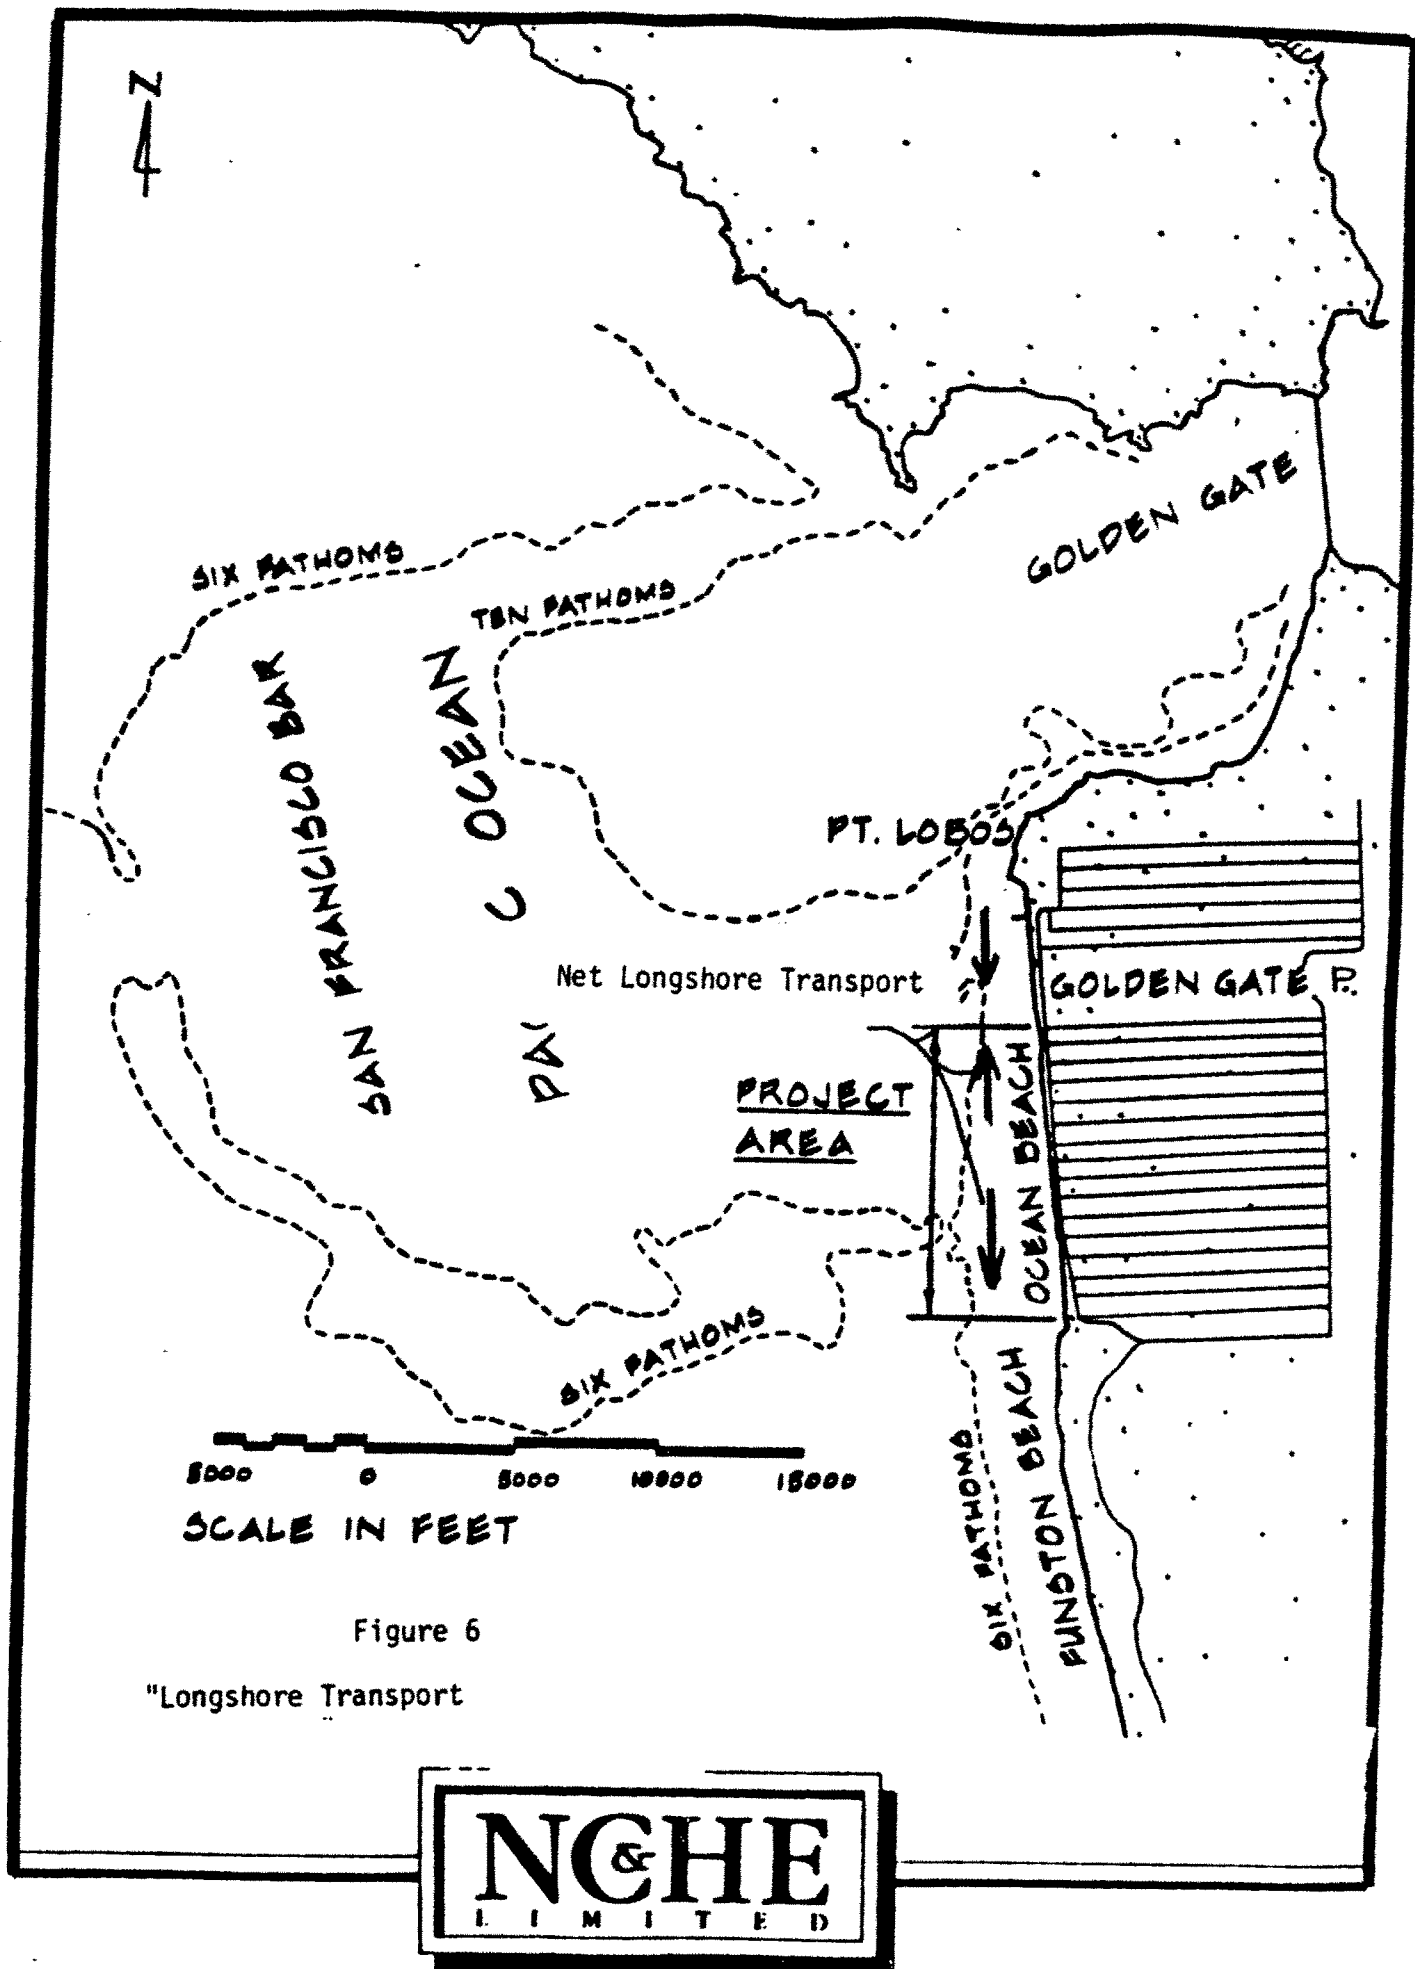 N
SIX FATHOMS
TEN FATHOMS
GOLDEN GATE
SAN FRANCISCO BAR
C OCEAN
PA
PT. LOBOS
Net Longshore Transport
GOLDEN GATE P.
PROJECT
AREA
OCEAN BEACH
SIX FATHOMS
SIX FATHOMS
FUNSTON BEACH
5000 0 5000 10000 15000
SCALE IN FEET
Figure 6
"Longshore Transport
NC&HE
LIMITED